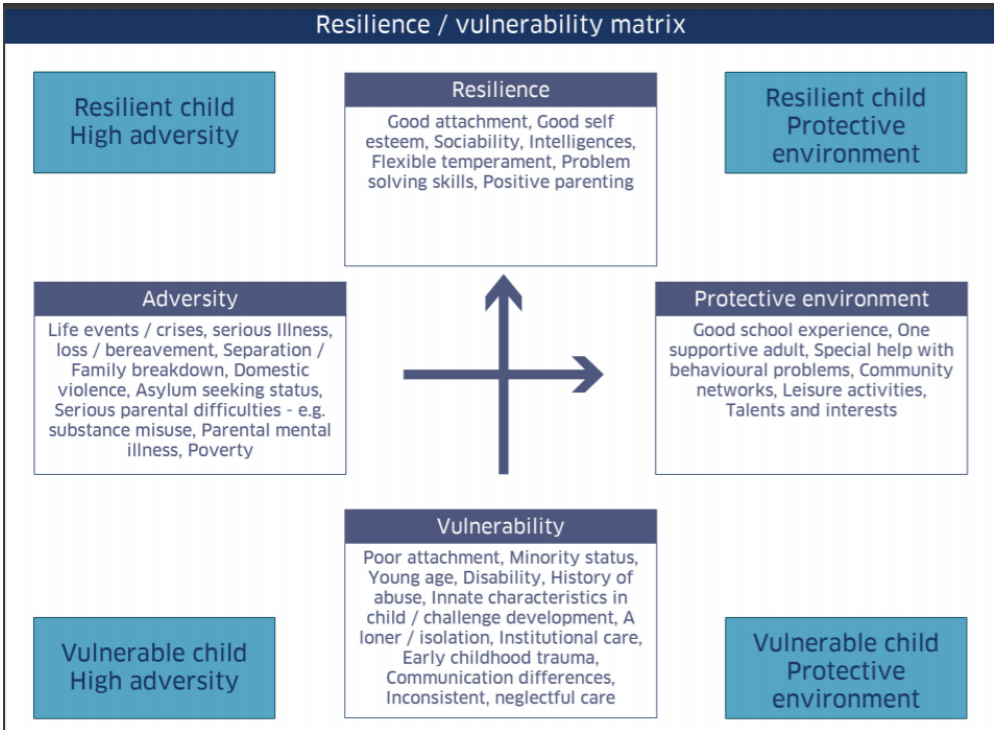 Resilience / vulnerability matrix
Resilient child
High adversity
Resilience
Good attachment, Good self
esteem, Sociability, Intelligences,
Flexible temperament, Problem
solving skills, Positive parenting
Resilient child
Protective
environment
Adversity
Life events / crises, serious Illness,
loss / bereavement, Separation /
Family breakdown, Domestic
violence, Asylum seeking status,
Serious parental difficulties - e.g.
substance misuse, Parental mental
illness, Poverty
Protective environment
Good school experience, One
supportive adult, Special help with
behavioural problems, Community
networks, Leisure activities,
Talents and interests
Vulnerability
Poor attachment, Minority status,
Young age, Disability, History of
abuse, Innate characteristics in
child / challenge development, A
loner / isolation, Institutional care,
Early childhood trauma,
Communication differences,
Inconsistent, neglectful care
Vulnerable child
High adversity
Vulnerable child
Protective
environment